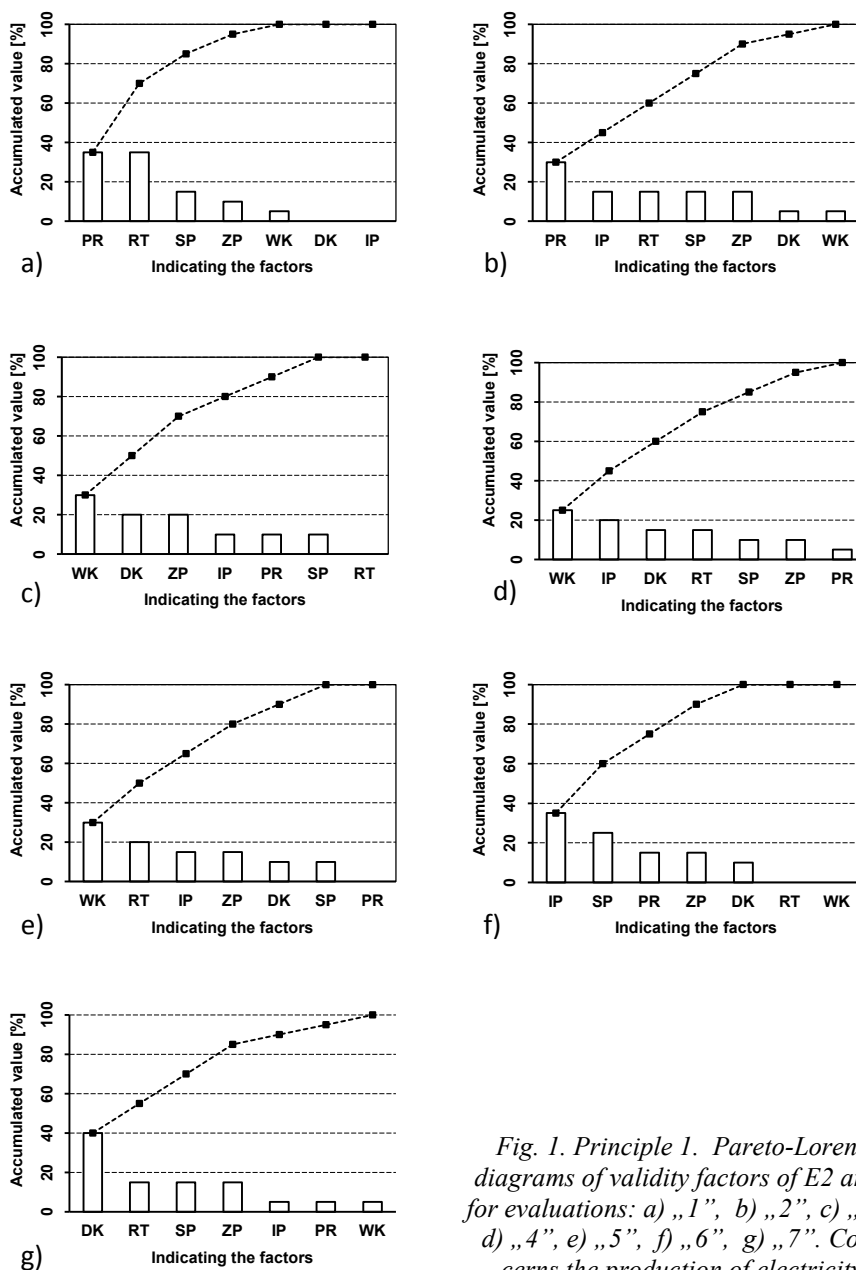 Accumulated value [%]
100
80
60
40
20
0
PR RT SP ZP WK DK IP
Indicating the factors
a)
Accumulated value [%]
100
80
60
40
20
0
PR IP RT SP ZP DK WK
Indicating the factors
b)
Accumulated value [%]
100
80
60
40
20
0
WK DK ZP IP PR SP RT
Indicating the factors
c)
Accumulated value [%]
100
80
60
40
20
0
WK IP DK RT SP ZP PR
Indicating the factors
d)
Accumulated value [%]
100
80
60
40
20
0
WK RT IP ZP DK SP PR
Indicating the factors
e)
Accumulated value [%]
100
80
60
40
20
0
IP SP PR ZP DK RT WK
Indicating the factors
f)
Accumulated value [%]
100
80
60
40
20
0
DK RT SP ZP IP PR WK
Indicating the factors
g)
Fig. 1. Principle 1. Pareto-Loren
diagrams of validity factors of E2 a
for evaluations: a) „1”, b) „2”, c) „
d) „4”, e) „5”, f) „6”, g) „7”. Co
cerns the production of electricity